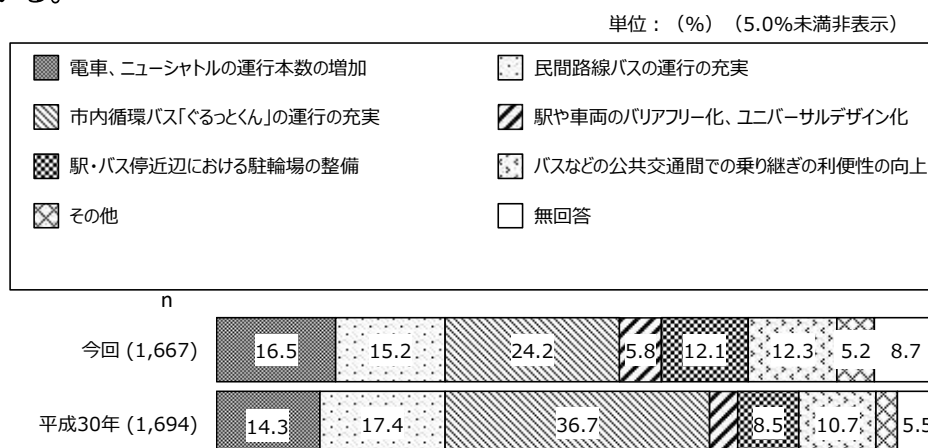 いる。
単位：（%）（5.0%未満非表示）
電車、ニューシャトルの運行本数の増加
民間路線バスの運行の充実
市内循環バス「ぐるっとくん」の運行の充実
駅や車両のバリアフリー化、ユニバーサルデザイン化
駅・バス停近辺における駐輪場の整備
バスなどの公共交通間での乗り継ぎの利便性の向上
その他
無回答
n
今回 (1,667) 16.5 15.2 24.2 5.8 12.1 12.3 5.2 8.7
平成30年 (1,694) 14.3 17.4 36.7 8.5 10.7 5.5